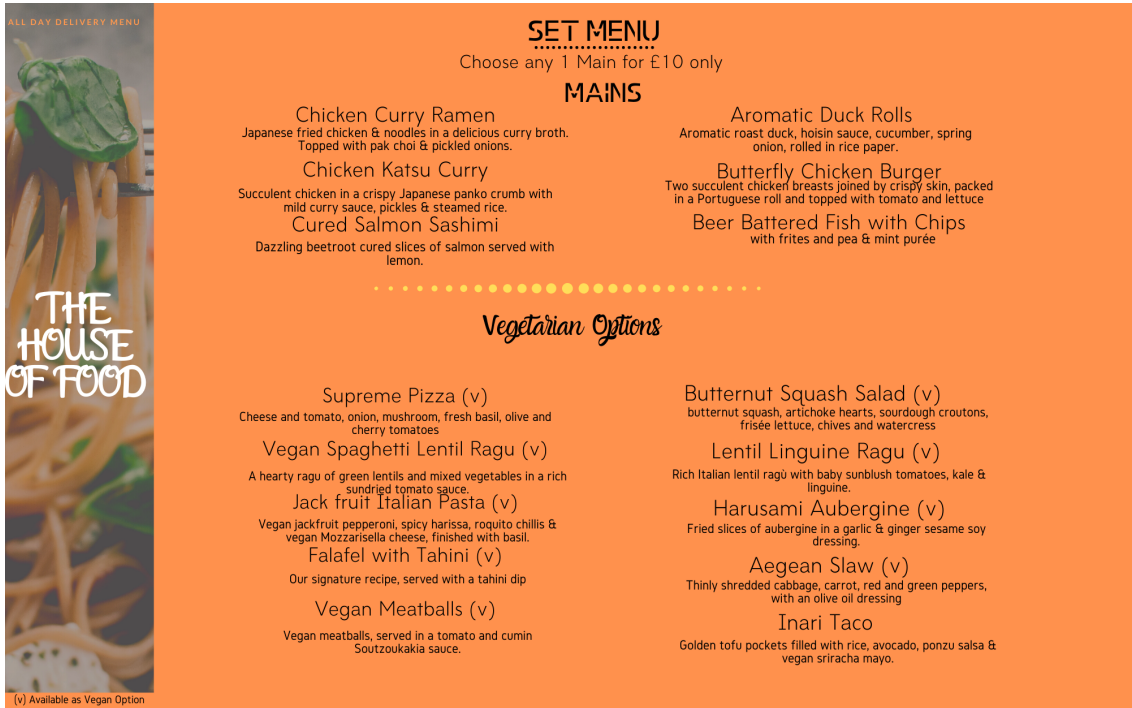 ALL DAY DELIVERY MENU
THE
HOUSE
OF FOOD
SET MENU
Choose any 1 Main for £10 only
MAINS
Chicken Curry Ramen
Japanese fried chicken & noodles in a delicious curry broth.
Topped with pak choi & pickled onions.
Chicken Katsu Curry
Succulent chicken in a crispy Japanese panko crumb with
mild curry sauce, pickles & steamed rice.
Cured Salmon Sashimi
Dazzling beetroot cured slices of salmon served with
lemon.
Aromatic Duck Rolls
Aromatic roast duck, hoisin sauce, cucumber, spring
onion, rolled in rice paper.
Butterfly Chicken Burger
Two succulent chicken breasts joined by crispy skin, packed
in a Portuguese roll and topped with tomato and lettuce
Beer Battered Fish with Chips
with frites and pea & mint purée
Vegetarian Options
Supreme Pizza (v)
Cheese and tomato, onion, mushroom, fresh basil, olive and
cherry tomatoes
Vegan Spaghetti Lentil Ragu (v)
A hearty ragu of green lentils and mixed vegetables in a rich
sundried tomato sauce.
Jack fruit Italian Pasta (v)
Vegan jackfruit pepperoni, spicy harissa, roquito chillis &
vegan Mozzarisella cheese, finished with basil.
Falafel with Tahini (v)
Our signature recipe, served with a tahini dip
Vegan Meatballs (v)
Vegan meatballs, served in a tomato and cumin
Soutzoukakia sauce.
Butternut Squash Salad (v)
butternut squash, artichoke hearts, sourdough croutons,
frisée lettuce, chives and watercress
Lentil Linguine Ragu (v)
Rich Italian lentil ragù with baby sunblush tomatoes, kale &
linguine.
Harusami Aubergine (v)
Fried slices of aubergine in a garlic & ginger sesame soy
dressing.
Aegean Slaw (v)
Thinly shredded cabbage, carrot, red and green peppers,
with an olive oil dressing
Inari Taco
Golden tofu pockets filled with rice, avocado, ponzu salsa &
vegan sriracha mayo.
(v) Available as Vegan Option